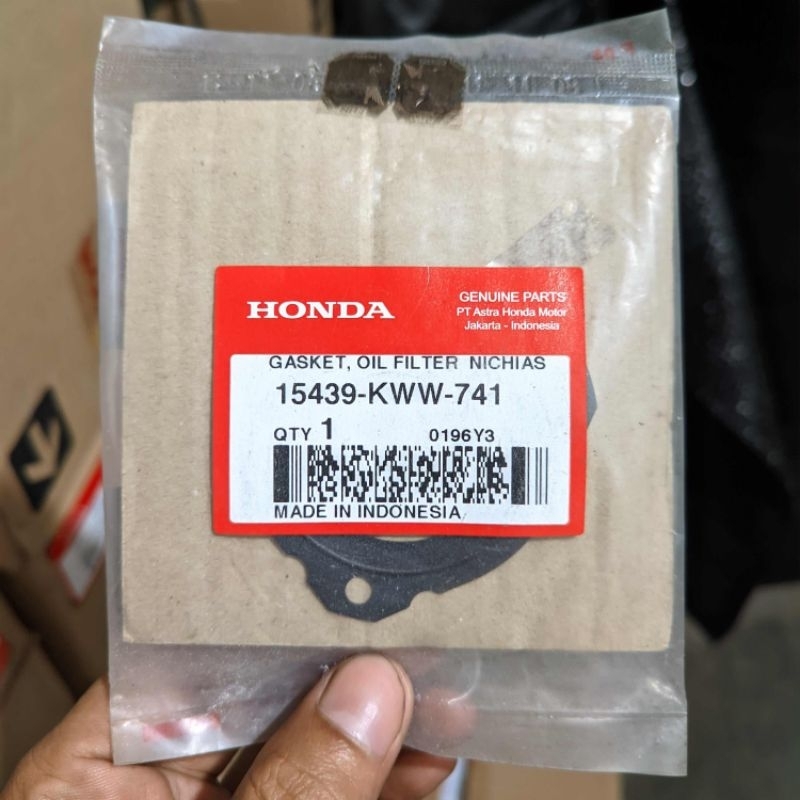 HONDA
GENUINE PARTS
PT Astra Honda Motor
Jakarta - Indonesia
GASKET, OIL FILTER NICHIAS
15439-KWW-741
QTY 1 0196Y3
MADE IN INDONESIA